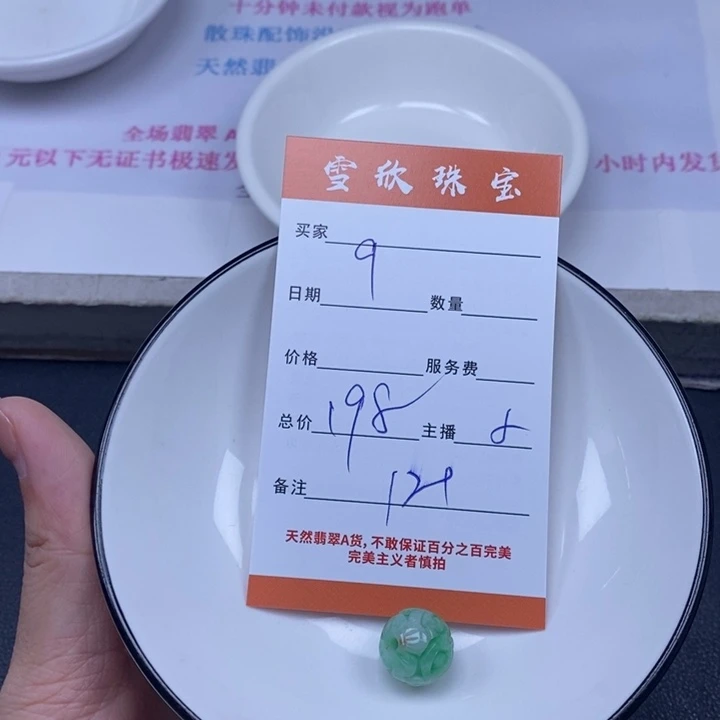 十分钟未付款视为跑单
散珠配饰
天然翡
全场翡翠 A
元以下无证书极速发
小时内发货
雪欣珠宝
买家
9
日期 数量
价格 服务费
总价 198 主播 8
备注
天然翡翠A货, 不敢保证百分之百完美
完美主义者慎拍